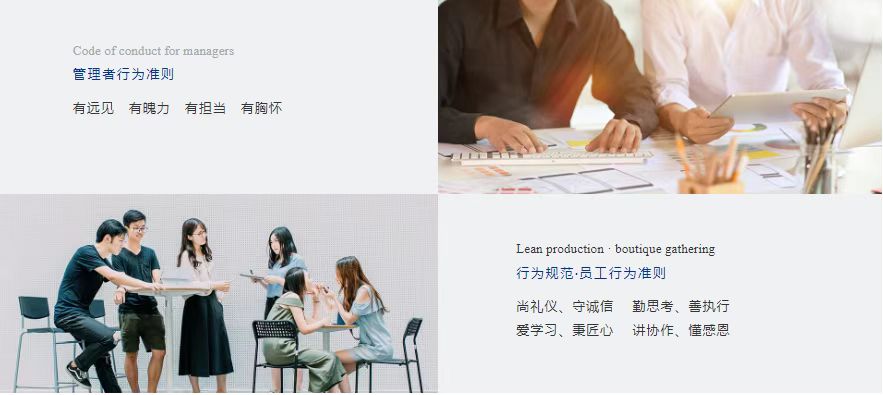 Code of conduct for managers
管理者行为准则
有远见 有魄力 有担当 有胸怀
Lean production · boutique gathering
行为规范·员工行为准则
尚礼仪、守诚信 勤思考、善执行
爱学习、秉匠心 讲协作、懂感恩